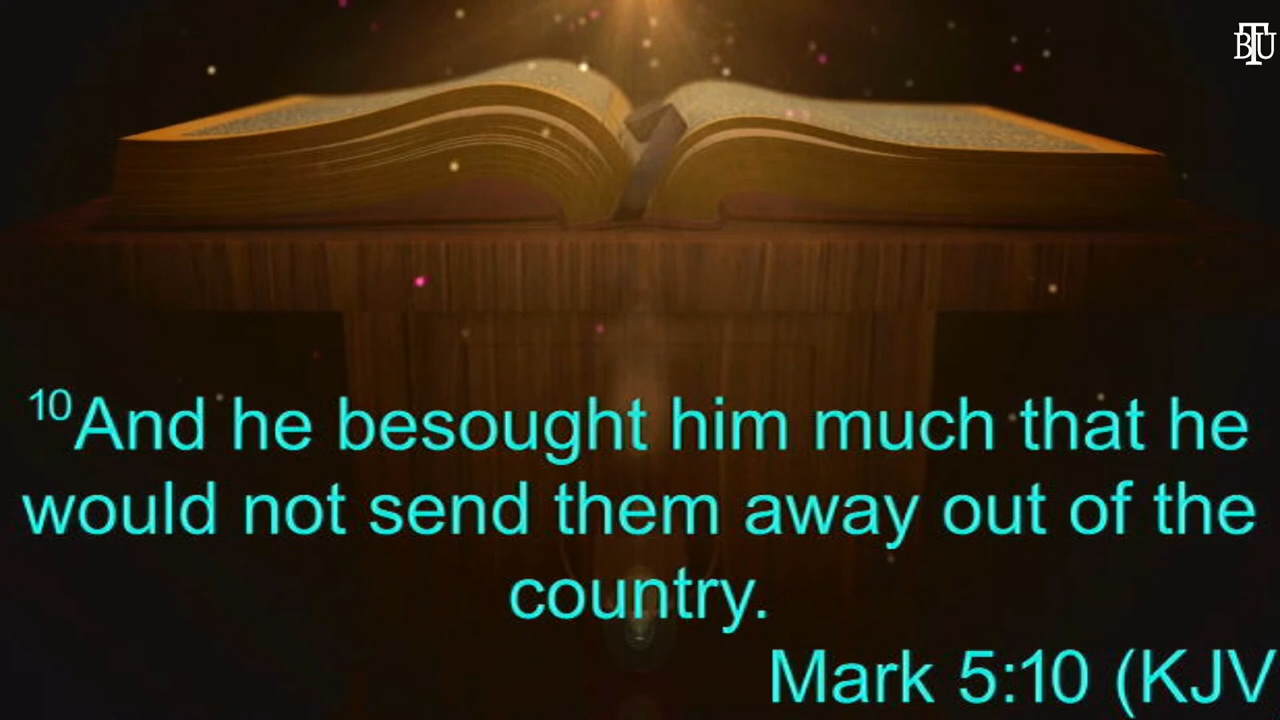 BTU
10And he besought him much that he
would not send them away out of the
country.
Mark 5:10 (KJV